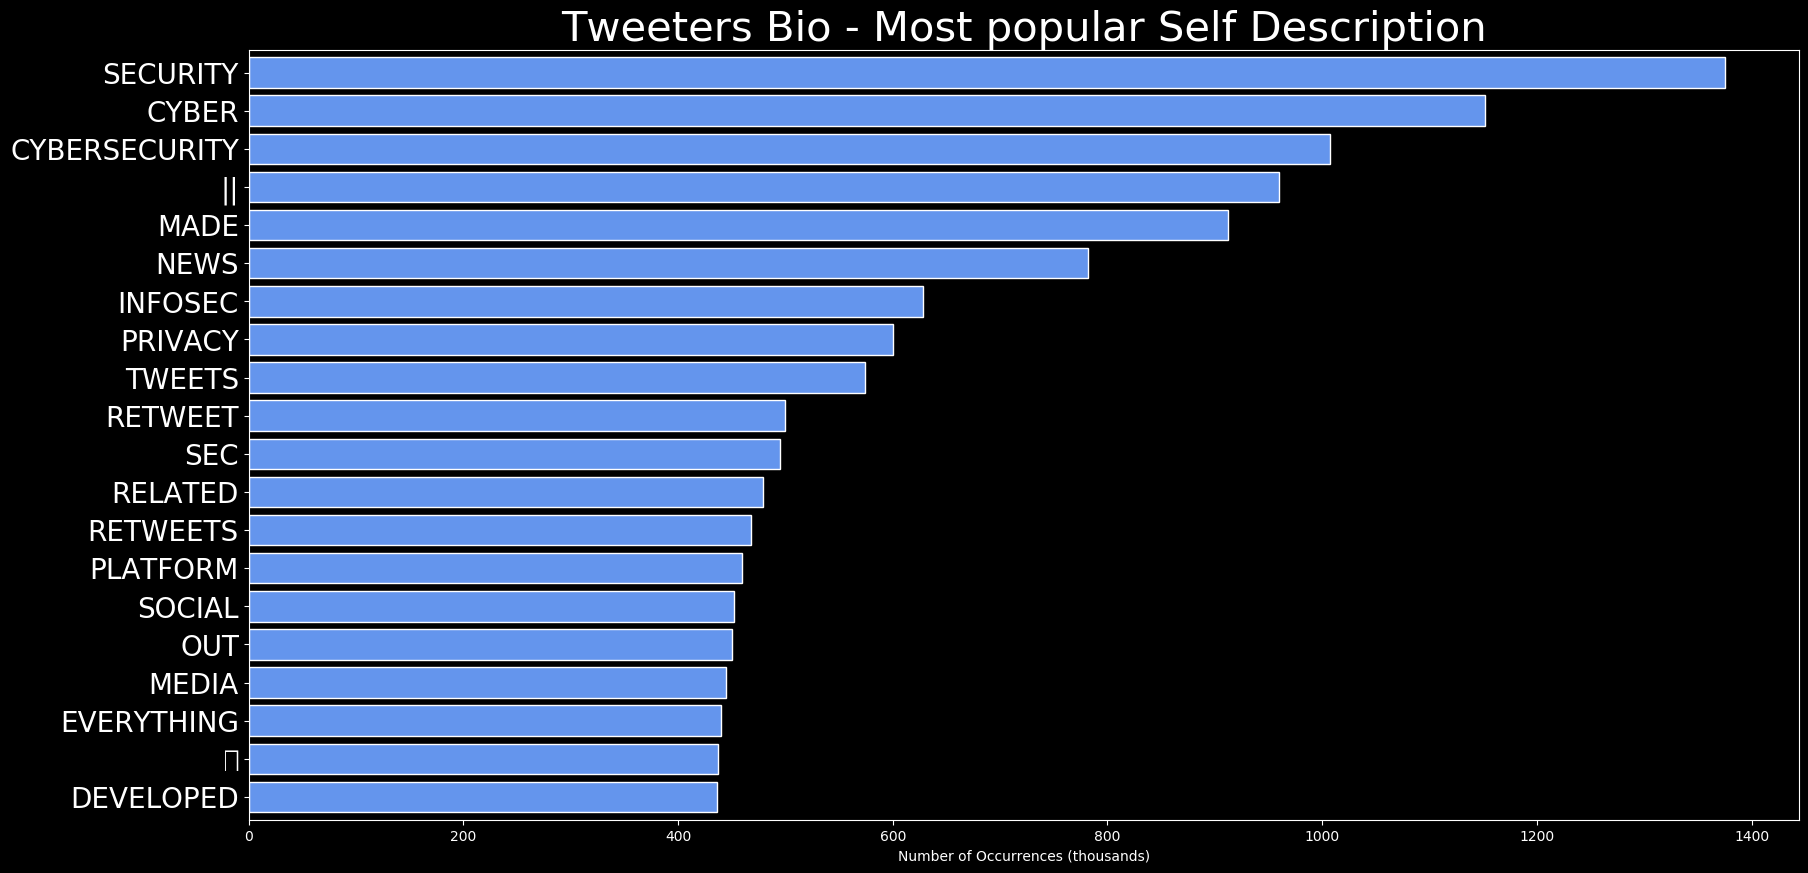 Tweeters Bio - Most popular Self Description
SECURITY
CYBER
CYBERSECURITY
||
MADE
NEWS
INFOSEC
PRIVACY
TWEETS
RETWEET
SEC
RELATED
RETWEETS
PLATFORM
SOCIAL
OUT
MEDIA
EVERYTHING
DEVELOPED
0 200 400 600 800 1000 1200 1400
Number of Occurrences (thousands)